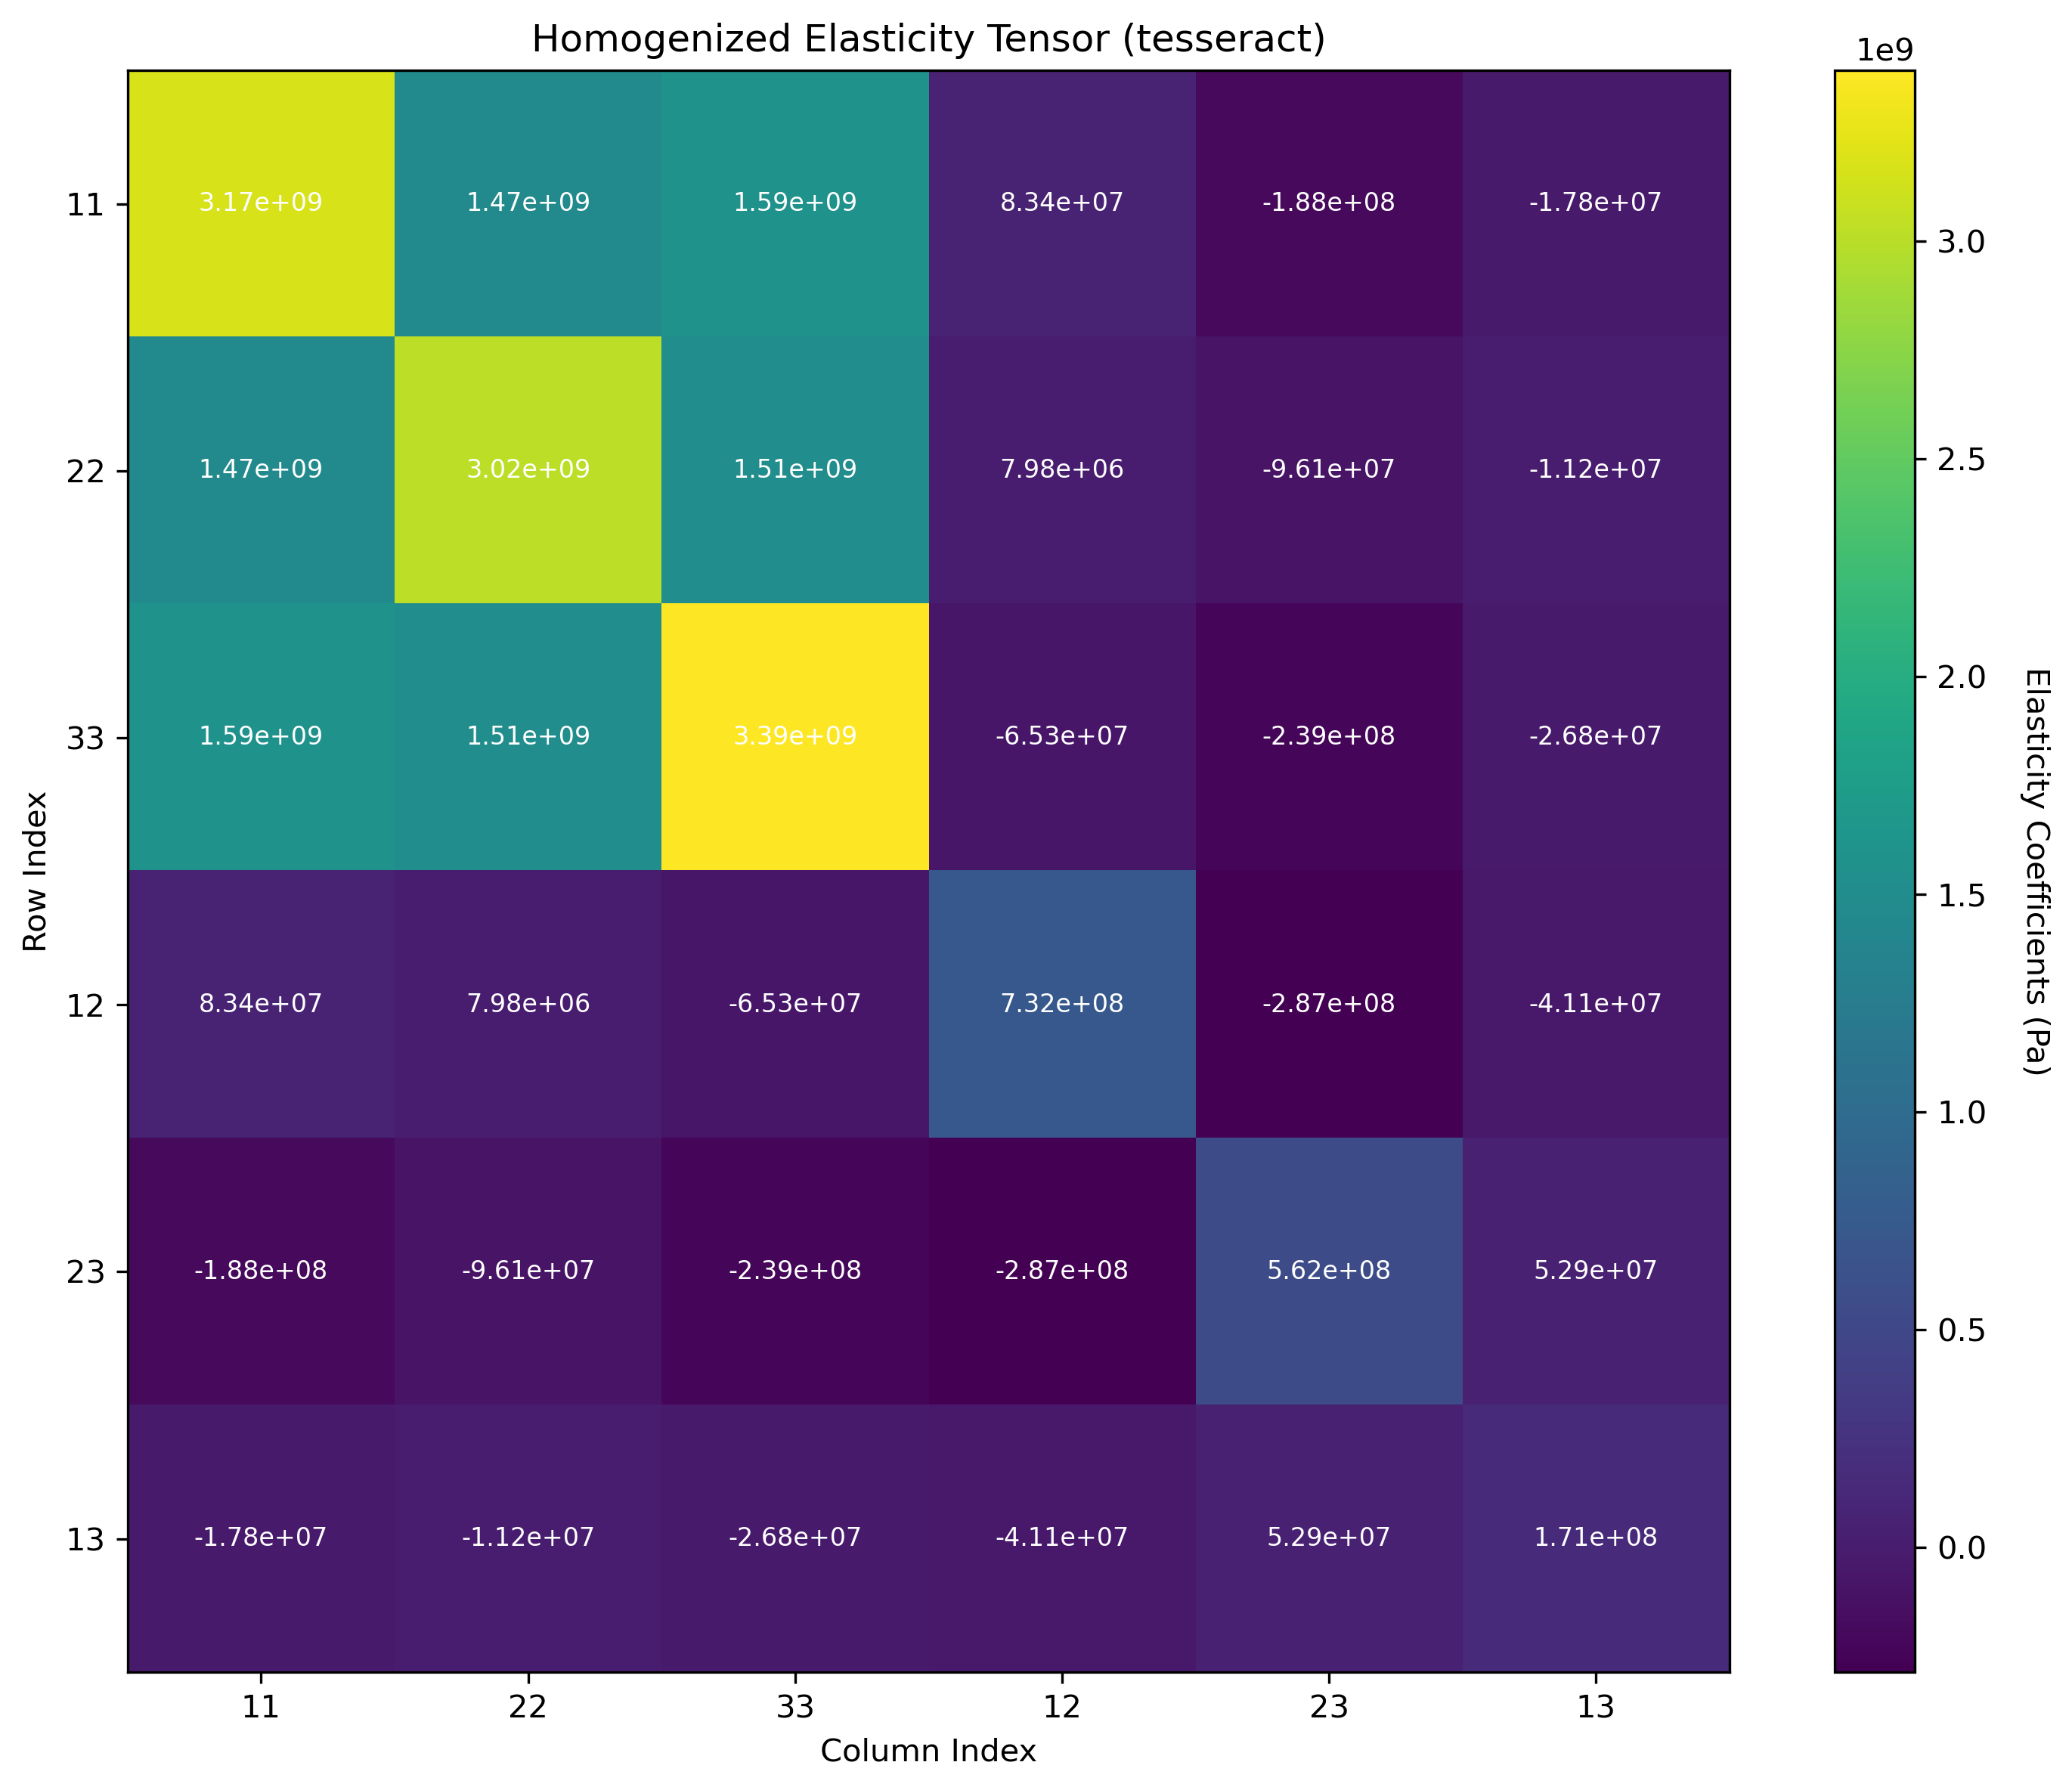 Homogenized Elasticity Tensor (tesseract)
1e9
11 3.17e+09 1.47e+09 1.59e+09 8.34e+07 -1.88e+08 -1.78e+07
22 1.47e+09 3.02e+09 1.51e+09 7.98e+06 -9.61e+07 -1.12e+07
33 1.59e+09 1.51e+09 3.39e+09 -6.53e+07 -2.39e+08 -2.68e+07
12 8.34e+07 7.98e+06 -6.53e+07 7.32e+08 -2.87e+08 -4.11e+07
23 -1.88e+08 -9.61e+07 -2.39e+08 -2.87e+08 5.62e+08 5.29e+07
13 -1.78e+07 -1.12e+07 -2.68e+07 -4.11e+07 5.29e+07 1.71e+08
11 22 33 12 23 13
Column Index
Row Index
3.0
2.5
2.0
1.5
1.0
0.5
0.0
Elasticity Coefficients (Pa)